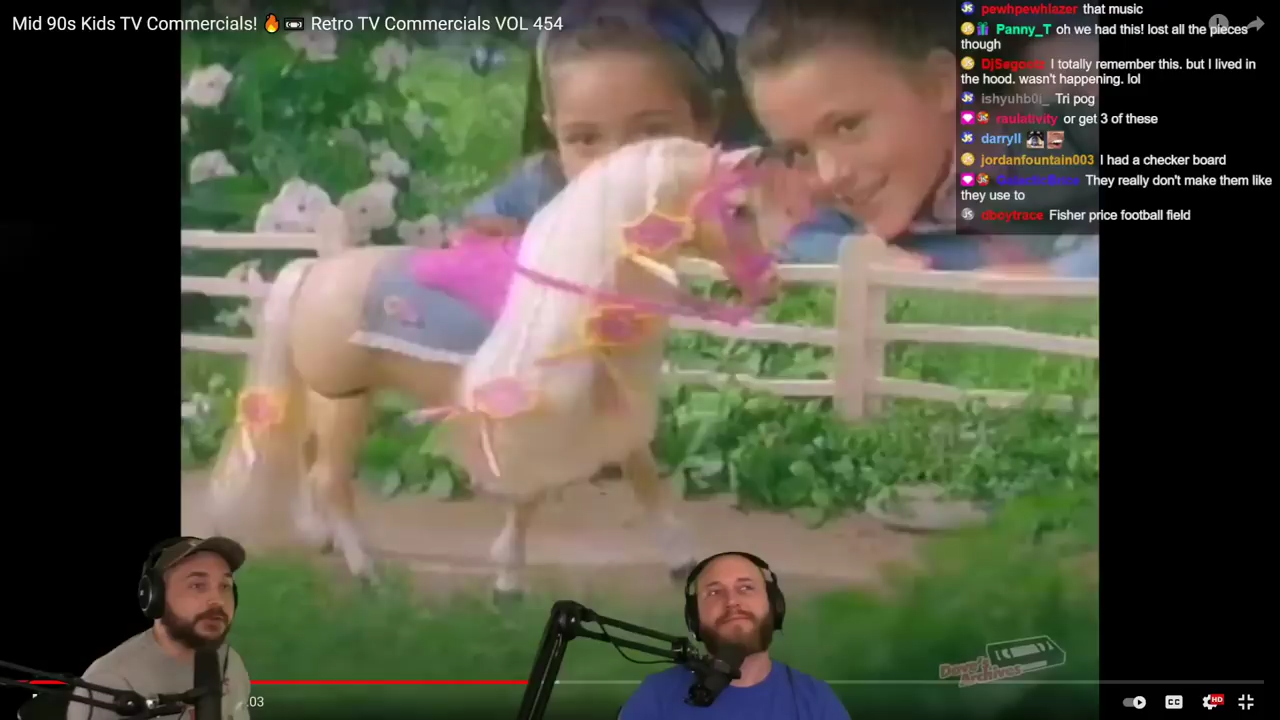 Mid 90s Kids TV Commercials! 🔥📼 Retro TV Commercials VOL 454
pewhpewhlazer that music
Panny_T oh we had this! lost all the pieces
though
I totally remember this. but I lived in
the hood. wasn't happening. lol
ishyuhb0i_ Tri pog
raulativity or get 3 of these
darryll
jordanfountain003 I had a checker board
They really don't make them like
they use to
dboytrace Fisher price football field
Dave's
Archives
:03
CC
HD